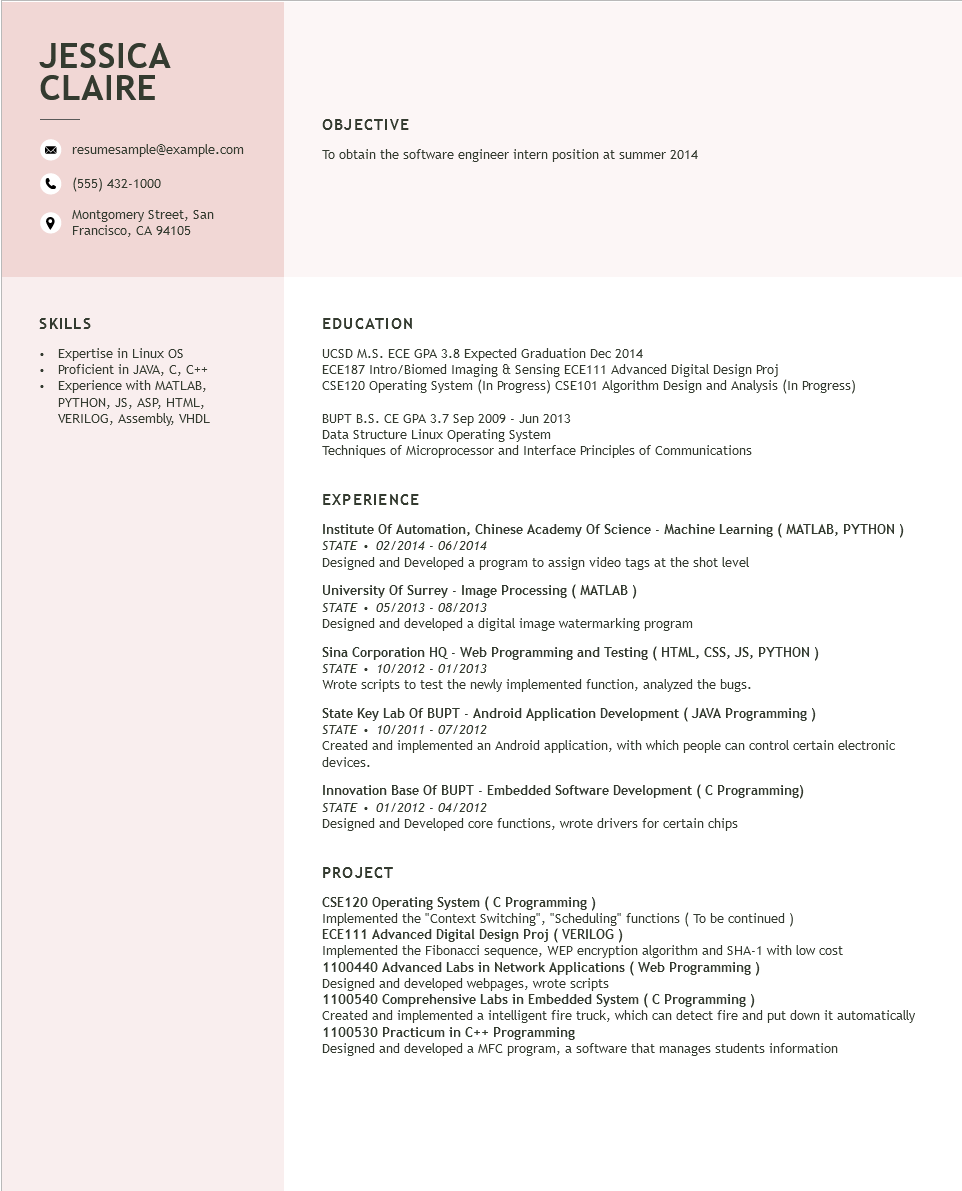 JESSICA
CLAIRE
resumesample@example.com
(555) 432-1000
Montgomery Street, San
Francisco, CA 94105
OBJECTIVE
To obtain the software engineer intern position at summer 2014
SKILLS
• Expertise in Linux OS
• Proficient in JAVA, C, C++
• Experience with MATLAB,
PYTHON, JS, ASP, HTML,
VERILOG, Assembly, VHDL
EDUCATION
UCSD M.S. ECE GPA 3.8 Expected Graduation Dec 2014
ECE187 Intro/Biomed Imaging & Sensing ECE111 Advanced Digital Design Proj
CSE120 Operating System (In Progress) CSE101 Algorithm Design and Analysis (In Progress)
BUPT B.S. CE GPA 3.7 Sep 2009 - Jun 2013
Data Structure Linux Operating System
Techniques of Microprocessor and Interface Principles of Communications
EXPERIENCE
Institute Of Automation, Chinese Academy Of Science - Machine Learning ( MATLAB, PYTHON )
STATE • 02/2014 - 06/2014
Designed and Developed a program to assign video tags at the shot level
University Of Surrey - Image Processing ( MATLAB )
STATE • 05/2013 - 08/2013
Designed and developed a digital image watermarking program
Sina Corporation HQ - Web Programming and Testing ( HTML, CSS, JS, PYTHON )
STATE • 10/2012 - 01/2013
Wrote scripts to test the newly implemented function, analyzed the bugs.
State Key Lab Of BUPT - Android Application Development ( JAVA Programming )
STATE • 10/2011 - 07/2012
Created and implemented an Android application, with which people can control certain electronic
devices.
Innovation Base Of BUPT - Embedded Software Development ( C Programming)
STATE • 01/2012 - 04/2012
Designed and Developed core functions, wrote drivers for certain chips
PROJECT
CSE120 Operating System ( C Programming )
Implemented the "Context Switching", "Scheduling" functions ( To be continued )
ECE111 Advanced Digital Design Proj ( VERILOG )
Implemented the Fibonacci sequence, WEP encryption algorithm and SHA-1 with low cost
1100440 Advanced Labs in Network Applications ( Web Programming )
Designed and developed webpages, wrote scripts
1100540 Comprehensive Labs in Embedded System ( C Programming )
Created and implemented a intelligent fire truck, which can detect fire and put down it automatically
1100530 Practicum in C++ Programming
Designed and developed a MFC program, a software that manages students information